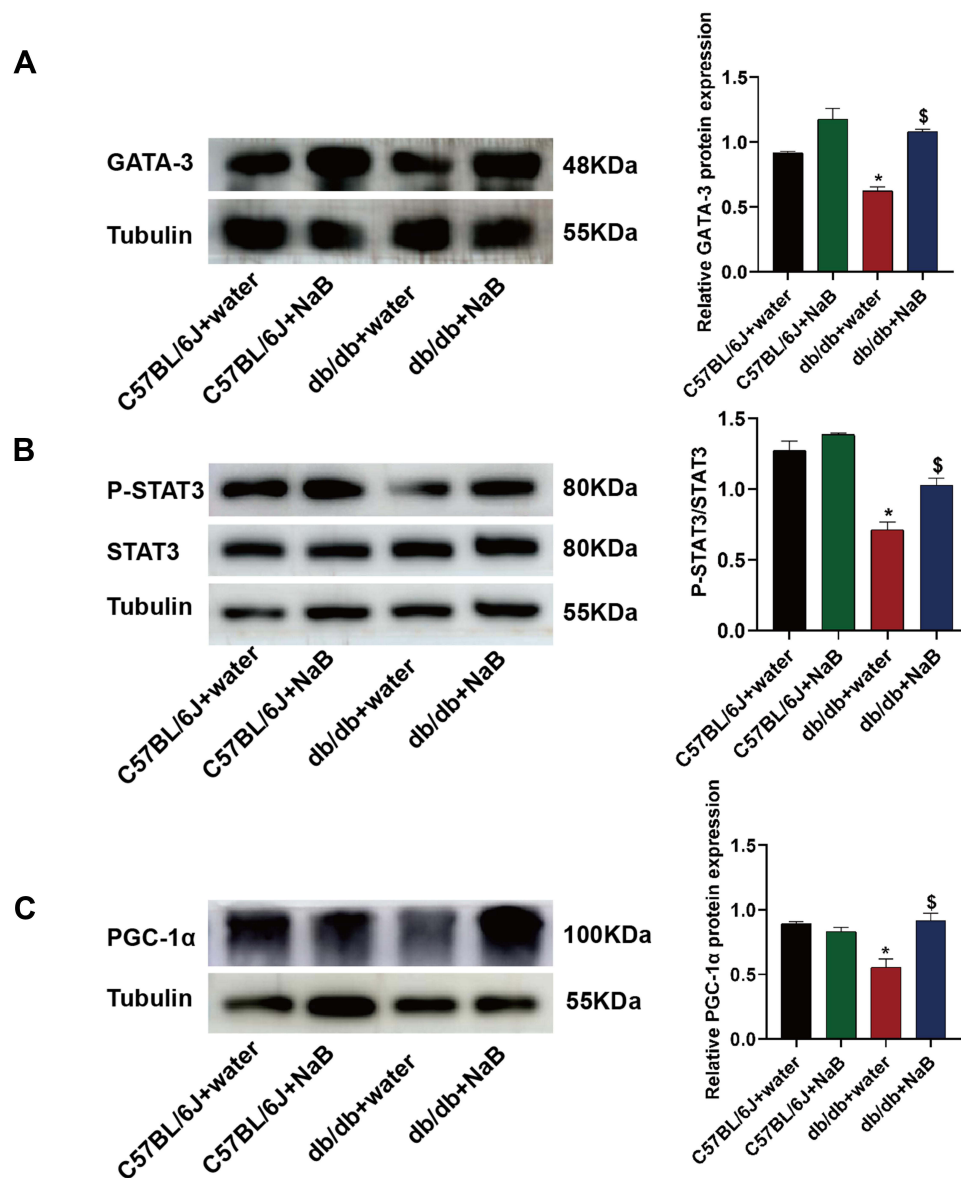 A
GATA-3
48KDa
Tubulin
55KDa
C57BL/6J+water
C57BL/6J+NaB
db/db+water
db/db+NaB
Relative GATA-3 protein expression
1.5
1.0
0.5
0.0
*
$
C57BL/6J+water
C57BL/6J+NaB
db/db+water
db/db+NaB
B
P-STAT3
80KDa
STAT3
80KDa
Tubulin
55KDa
C57BL/6J+water
C57BL/6J+NaB
db/db+water
db/db+NaB
P-STAT3/STAT3
1.5
1.0
0.5
0.0
*
$
C57BL/6J+water
C57BL/6J+NaB
db/db+water
db/db+NaB
C
PGC-1α
100KDa
Tubulin
55KDa
C57BL/6J+water
C57BL/6J+NaB
db/db+water
db/db+NaB
Relative PGC-1α protein expression
1.5
1.0
0.5
0.0
*
$
C57BL/6J+water
C57BL/6J+NaB
db/db+water
db/db+NaB